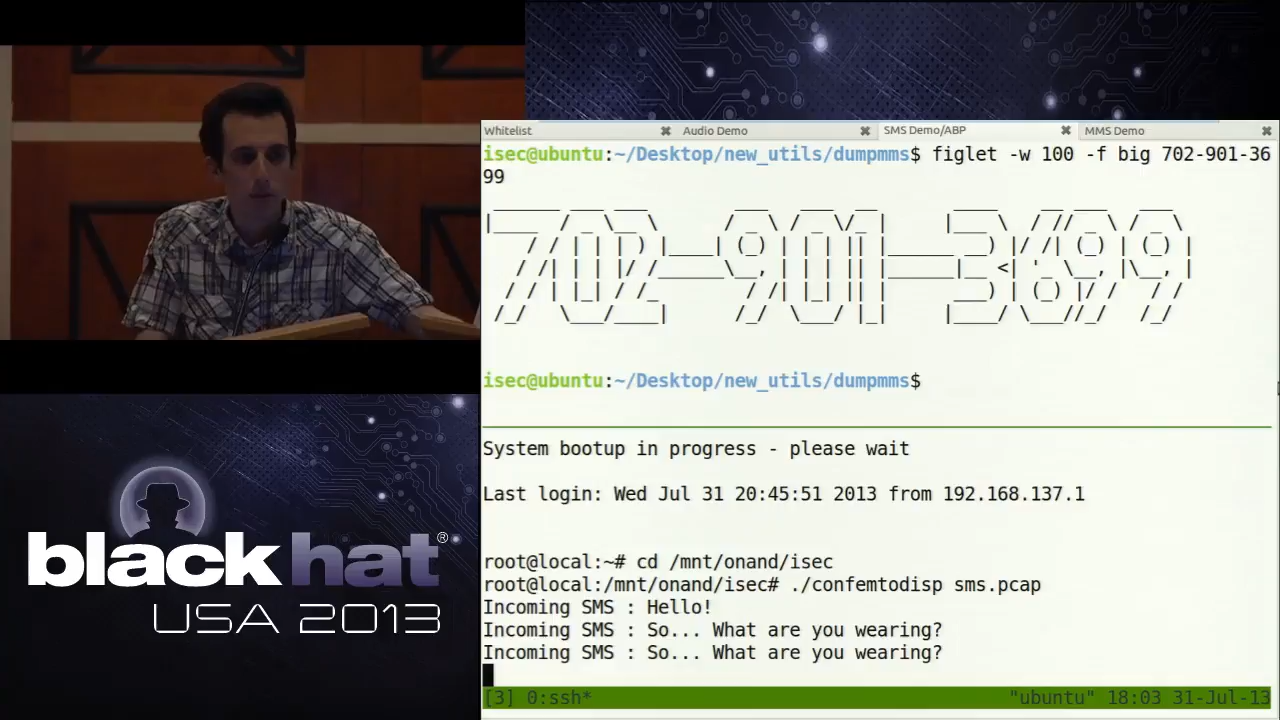 Whitelist ✖ Audio Demo ✖ SMS Demo/ABP ✖ MMS Demo ✖
isec@ubuntu:~/Desktop/new_utils/dumpmms$ figlet -w 100 -f big 702-901-36
99
702-901-3699
isec@ubuntu:~/Desktop/new_utils/dumpmms$
System bootup in progress - please wait
Last login: Wed Jul 31 20:45:51 2013 from 192.168.137.1
root@local:~# cd /mnt/onand/isec
root@local:/mnt/onand/isec# ./confemtodisp sms.pcap
Incoming SMS : Hello!
Incoming SMS : So... What are you wearing?
Incoming SMS : So... What are you wearing?
[3] 0:ssh* "ubuntu" 18:03 31-Jul-13
black hat®
USA 2013